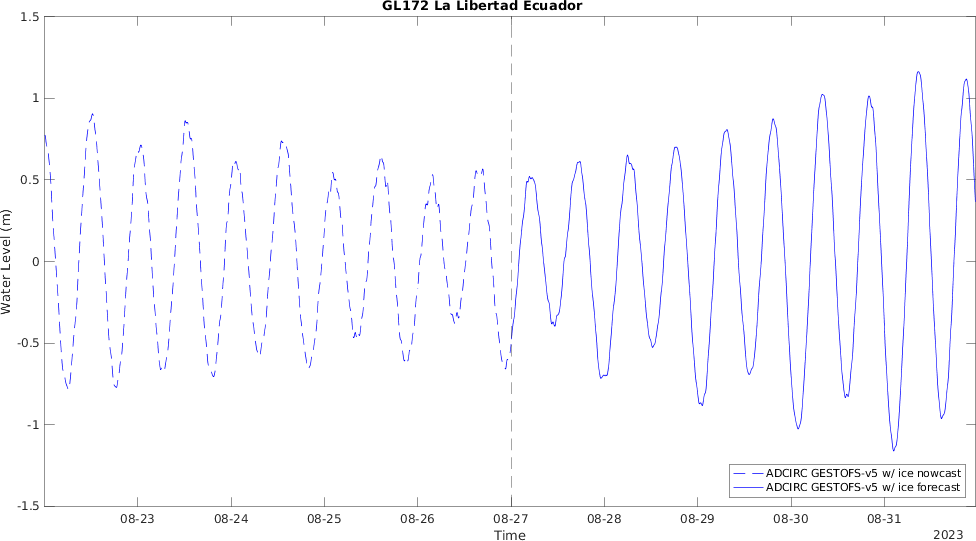 GL172 La Libertad Ecuador
1.5
1
0.5
0
-0.5
-1
-1.5
Water Level (m)
08-23 08-24 08-25 08-26 08-27 08-28 08-29 08-30 08-31
Time
2023
ADCIRC GESTOFS-v5 w/ ice nowcast
ADCIRC GESTOFS-v5 w/ ice forecast